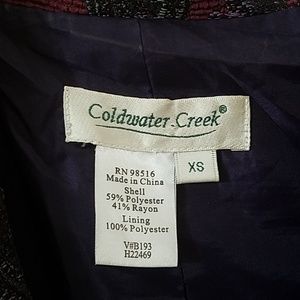 Coldwater Creek®
XS
RN 98516
Made in China
Shell
59% Polyester
41% Rayon
Lining
100% Polyester
V#B193
H22469